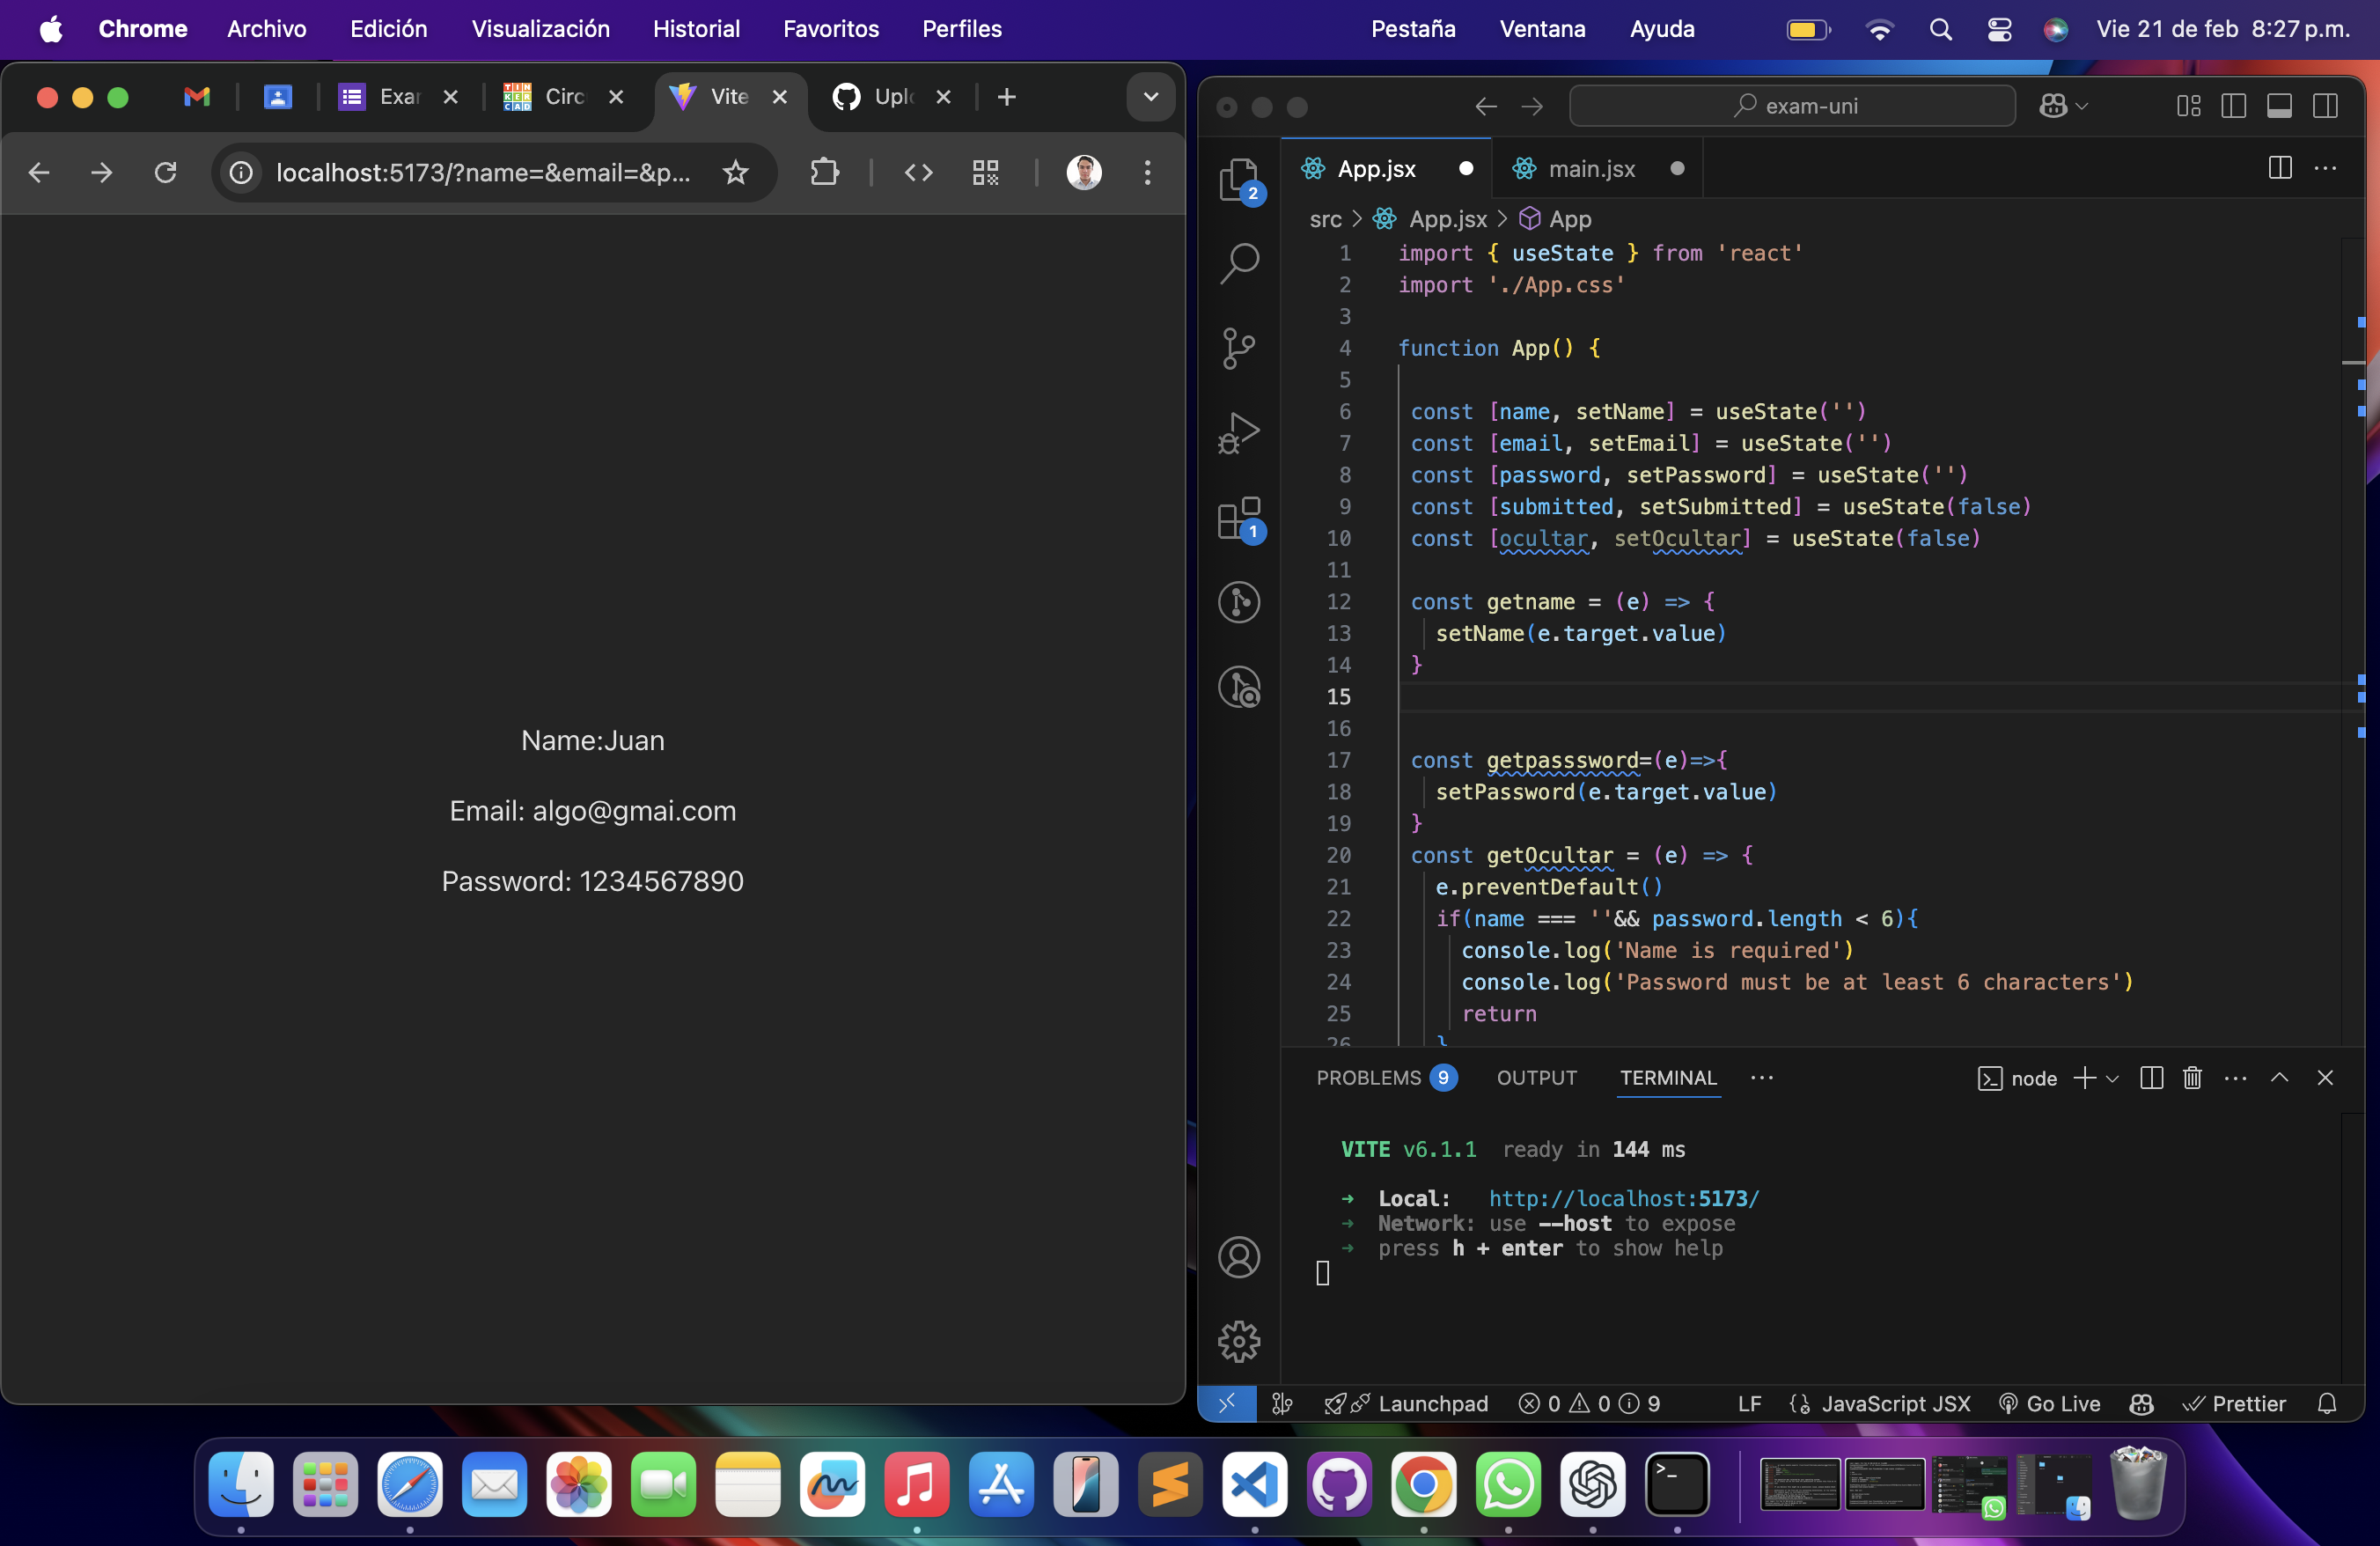 Chrome Archivo Edición Visualización Historial Favoritos Perfiles Pestaña Ventana Ayuda Vie 21 de feb 8:27 p.m.
Exar Circ Vite Uplo
localhost:5173/?name=&email=&p...
Name:Juan
Email: algo@gmai.com
Password: 1234567890
exam-uni
2
1
App.jsx main.jsx
src > App.jsx > App
1 import { useState } from 'react'
2 import './App.css'
3
4 function App() {
5
6 const [name, setName] = useState('')
7 const [email, setEmail] = useState('')
8 const [password, setPassword] = useState('')
9 const [submitted, setSubmitted] = useState(false)
10 const [ocultar, setOcultar] = useState(false)
11
12 const getname = (e) => {
13 setName(e.target.value)
14 }
15
16
17 const getpasssword=(e)=>{
18 setPassword(e.target.value)
19 }
20 const getOcultar = (e) => {
21 e.preventDefault()
22 if(name === ''&& password.length < 6){
23 console.log('Name is required')
24 console.log('Password must be at least 6 characters')
25 return
26 }
PROBLEMS 9 OUTPUT TERMINAL ··· node
VITE v6.1.1 ready in 144 ms
➜ Local: http://localhost:5173/
➜ Network: use --host to expose
➜ press h + enter to show help
Launchpad 0 0 9 LF JavaScript JSX Go Live Prettier